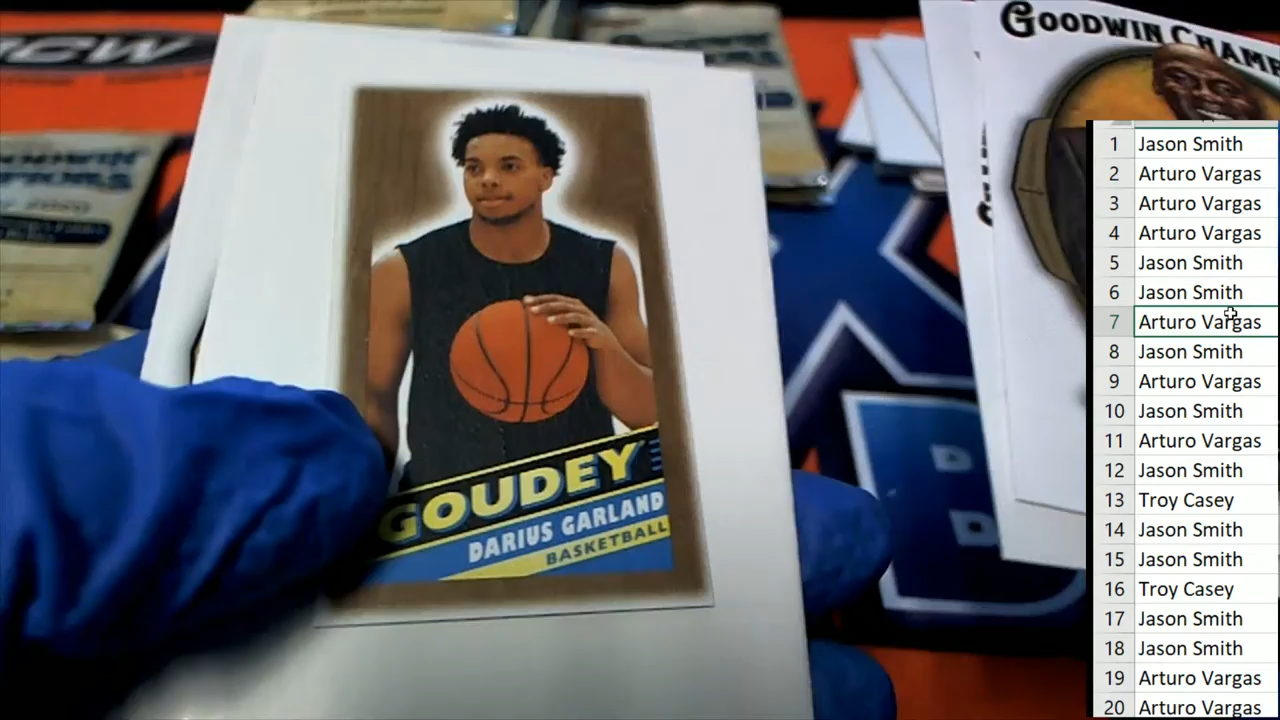 GOODWIN CHAMP
GOUDEY
DARIUS GARLAND
BASKETBALL
1 Jason Smith
2 Arturo Vargas
3 Arturo Vargas
4 Arturo Vargas
5 Jason Smith
6 Jason Smith
7 Arturo Vargas
8 Jason Smith
9 Arturo Vargas
10 Jason Smith
11 Arturo Vargas
12 Jason Smith
13 Troy Casey
14 Jason Smith
15 Jason Smith
16 Troy Casey
17 Jason Smith
18 Jason Smith
19 Arturo Vargas
20 Arturo Vargas